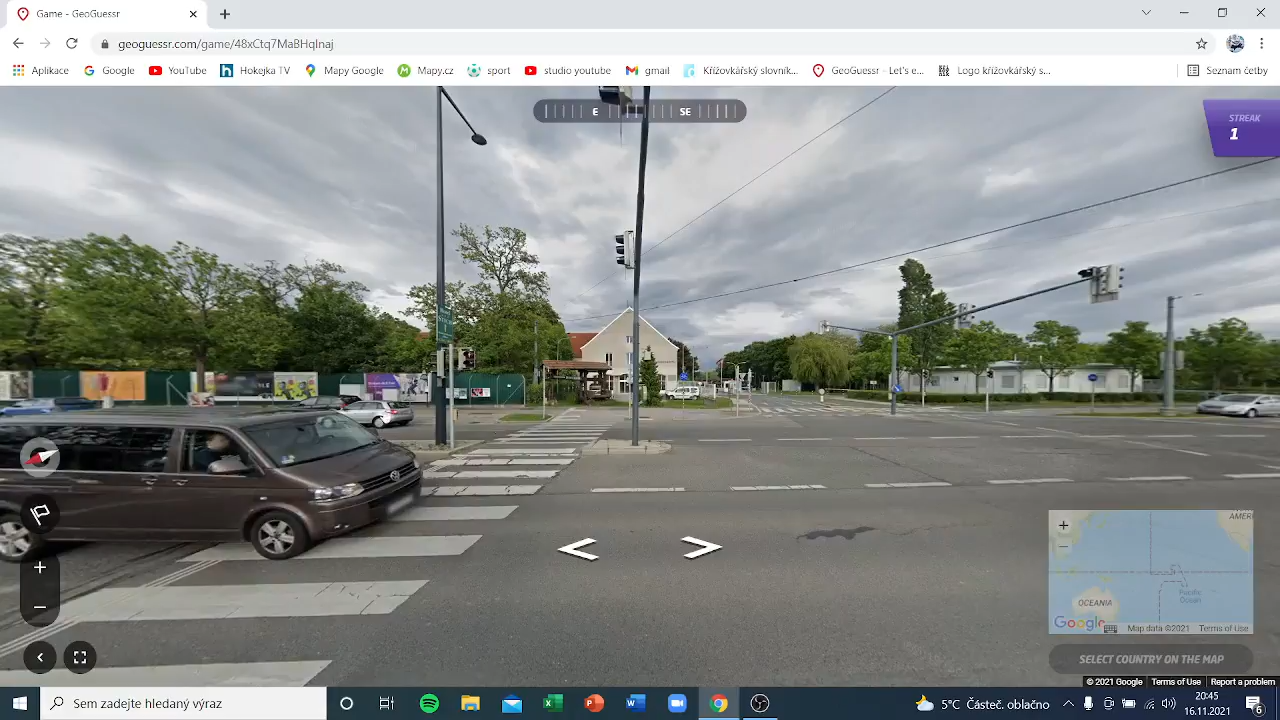 Game - GeoGuessr
geoguessr.com/game/48xCtq7MaBHqInaj
Aplikace Google YouTube Hokejka TV Mapy Google Mapy.cz sport studio youtube gmail Křížovkářský slovník... GeoGuessr - Let's e... Logo křížovkářský s... Seznam četby
E SE
STREAK
1
AMERI
OCEANIA
Pacific
Ocean
Google
Map data ©2021 Terms of Use
SELECT COUNTRY ON THE MAP
© 2021 Google Terms of Use Report a problem
Sem zadejte hledaný výraz
5°C Částeč. oblačno
20:45
16.11.2021
6